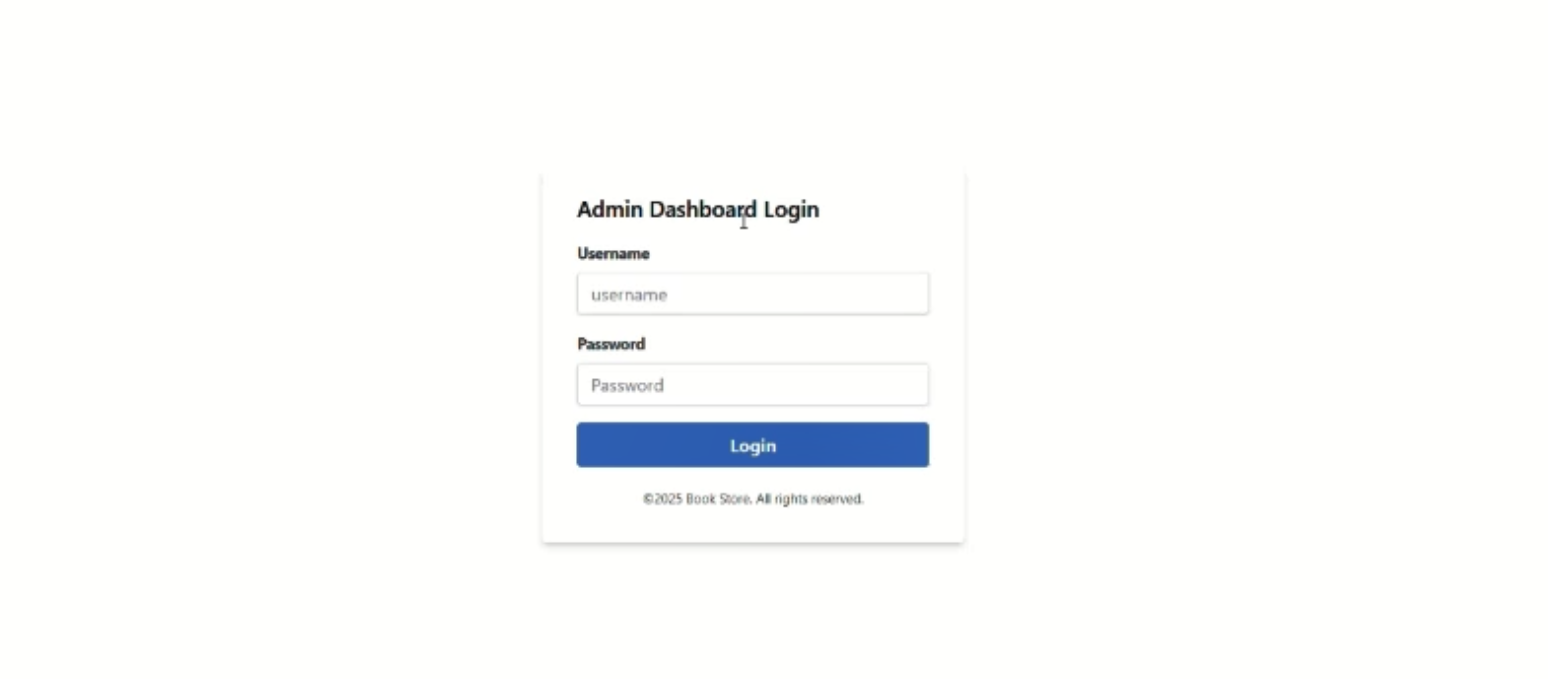 Admin Dashboard Login
Username
username
Password
Password
Login
©2025 Book Store. All rights reserved.